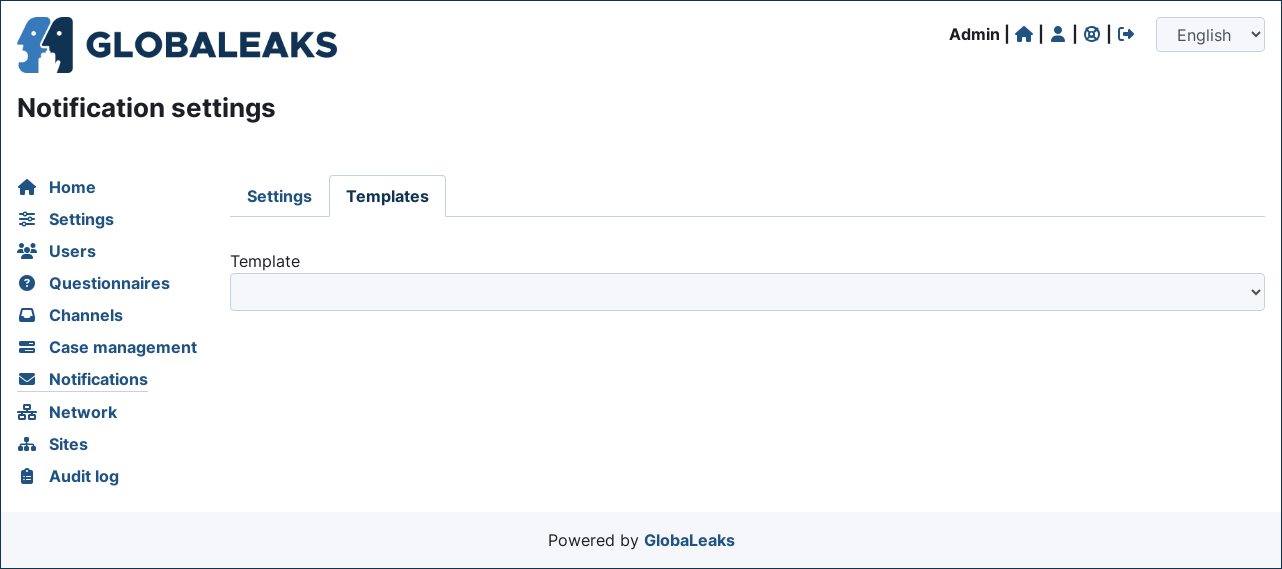 GLOBALEAKS
Admin | | | |
English
Notification settings
Home
Settings
Users
Questionnaires
Channels
Case management
Notifications
Network
Sites
Audit log
Settings
Templates
Template
Powered by GlobaLeaks